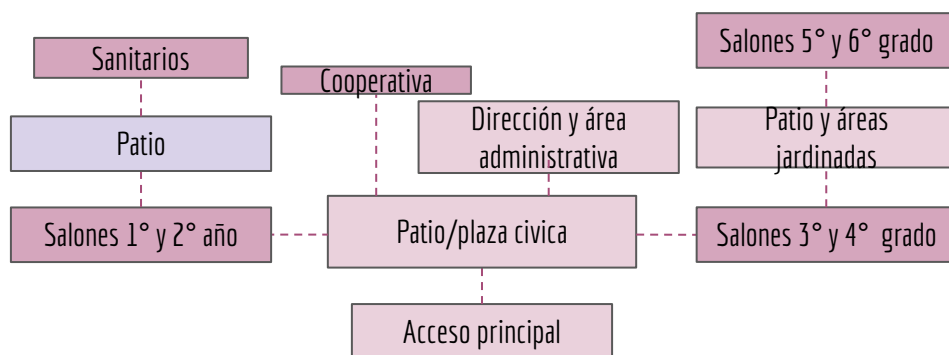 Salones 5° y 6° grado
Sanitarios
Cooperativa
Dirección y área
administrativa
Patio y áreas
jardinadas
Patio
Salones 1° y 2° año
Patio/plaza civica
Salones 3° y 4° grado
Acceso principal